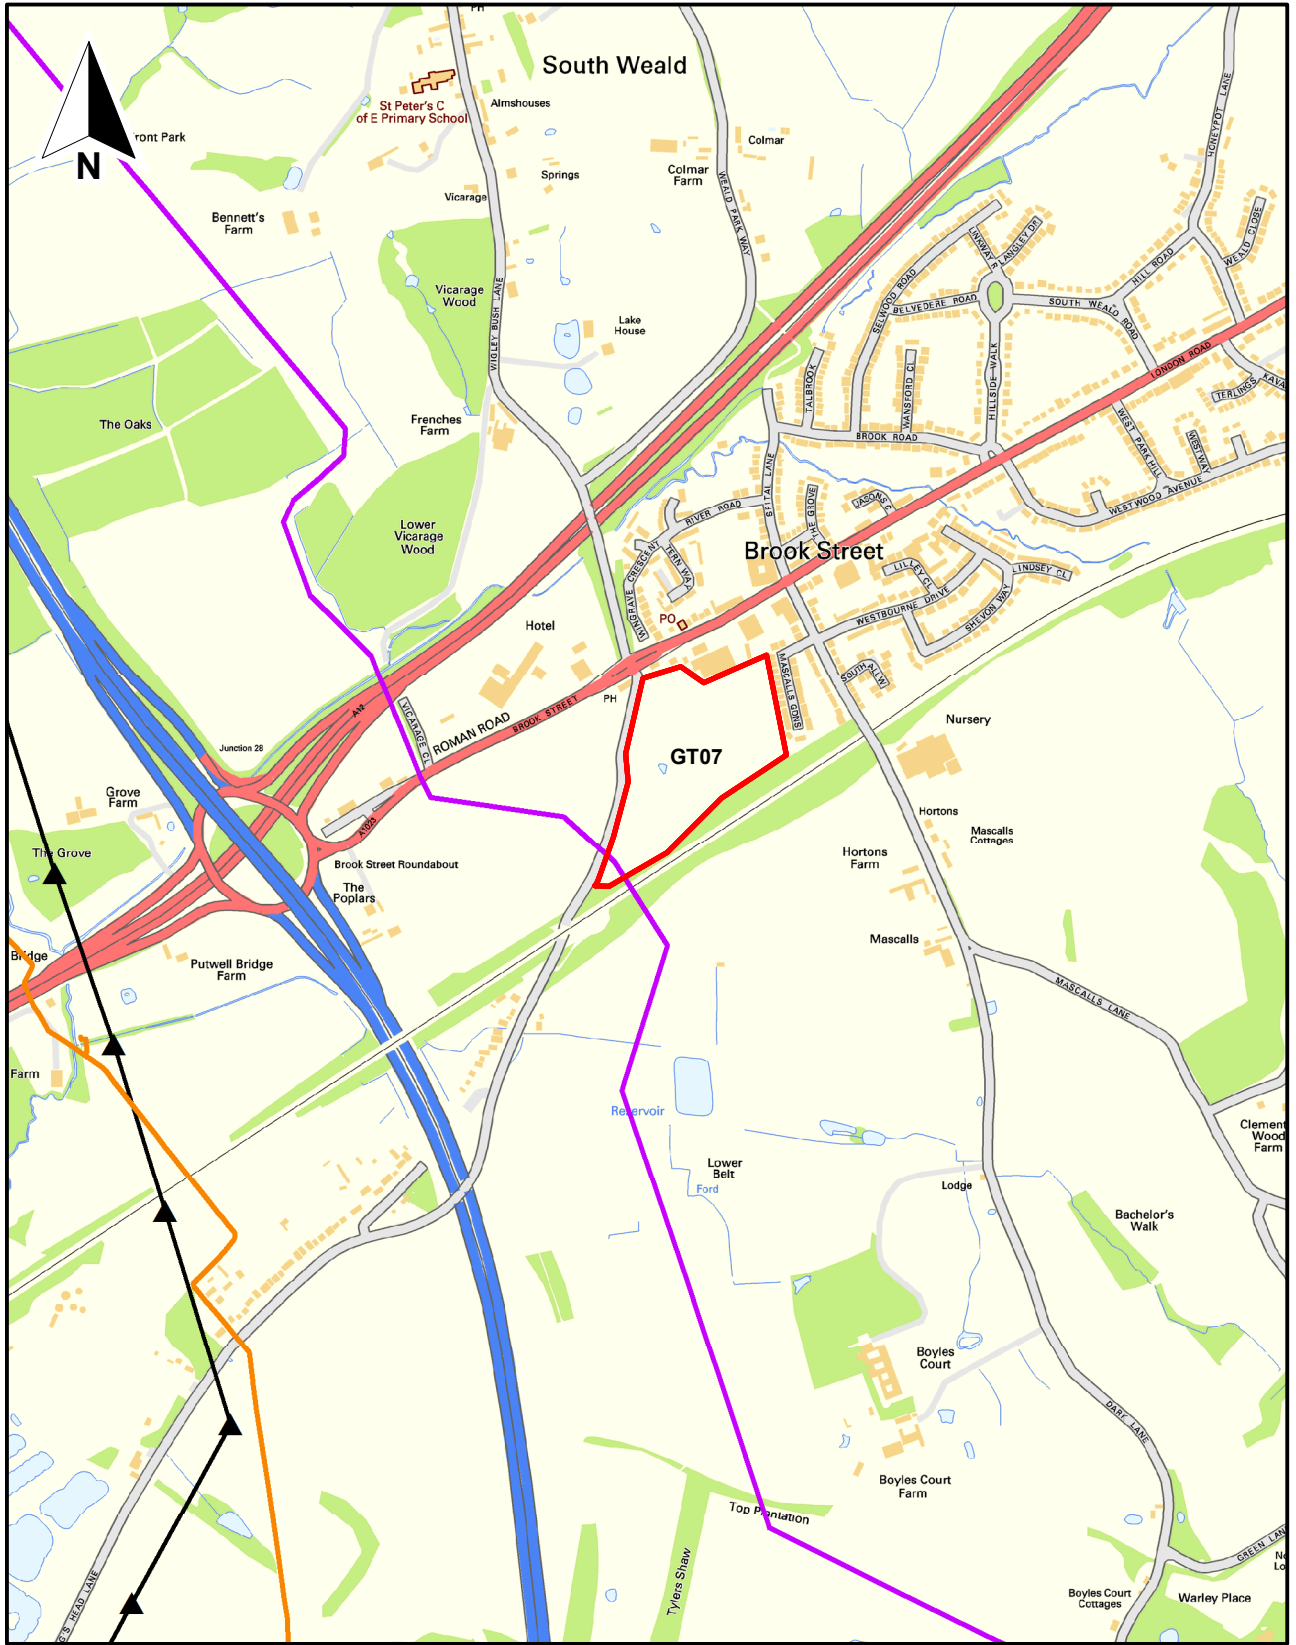 PH
South Weald
St Peter's C
of E Primary School
Almshouses
N
ront Park
Colmar
Colmar
Farm
Springs
Vicarage
Bennett's
Farm
WEALD PARK WAY
HONEYPOT LANE
WEALD CLOSE
HILL ROAD
LINKWAY
LANGLEY DR
SELWOOD ROAD
BELVEDERE ROAD
SOUTH WEALD ROAD
Vicarage
Wood
WIGLEY BUSH LANE
Lake
House
LONDON ROAD
TALBROOK
WANSFORD CL
HILLSIDE WALK
TERLINGS
KAVA
The Oaks
Frenches
Farm
BROOK ROAD
WEST PARK HILL
WESTWAY
SPITAL LANE
WESTWOOD AVENUE
Lower
Vicarage
Wood
RIVER ROAD
THE GROVE
JASONS C
Brook Street
WINGRAVE CRESCENT
TERN WAY
LILLEY CL
LINDSEY CL
WESTBOURNE DRIVE
SHEVON WAY
PO
Hotel
MASCALLS GDNS
PH
VICARAGE CL
ROMAN ROAD
BROOK STREET
A12
Junction 28
GT07
Nursery
Grove
Farm
A1023
Hortons
Mascalls
Cottages
The Grove
Brook Street Roundabout
The
Poplars
Hortons
Farm
Mascalls
Bridge
Putwell Bridge
Farm
MASCALLS LANE
Farm
Reservoir
Clement
Wood
Farm
Lower
Belt
Ford
Lodge
Bachelor's
Walk
Boyles
Court
DARK LANE
Boyles Court
Farm
Top Plantation
Tylers Shaw
GREEN LAN
No
Lo
Boyles Court
Cottages
Warley Place
G'S HEAD LANE